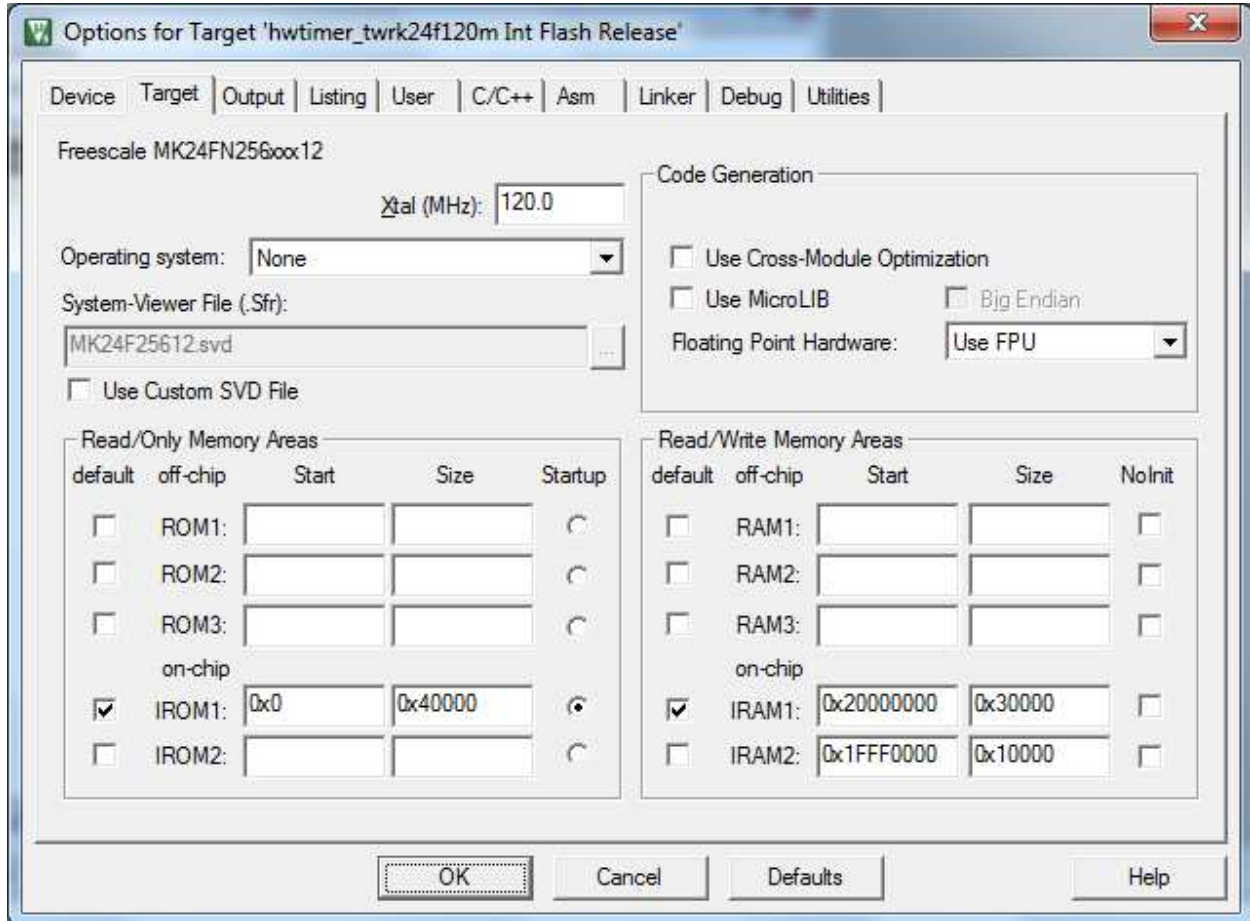 Options for Target 'hwtimer_twrk24f120m Int Flash Release'
Device Target Output Listing User C/C++ Asm Linker Debug Utilities
Freescale MK24FN256xxx12
Xtal (MHz): 120.0
Operating system: None
System-Viewer File (.Sfr):
MK24F25612.svd ...
Use Custom SVD File
Code Generation
Use Cross-Module Optimization
Use MicroLIB Big Endian
Floating Point Hardware: Use FPU
Read/Only Memory Areas
default off-chip Start Size Startup
ROM1:
ROM2:
ROM3:
on-chip
IROM1: 0x0 0x40000
IROM2:
Read/Write Memory Areas
default off-chip Start Size NoInit
RAM1:
RAM2:
RAM3:
on-chip
IRAM1: 0x20000000 0x30000
IRAM2: 0x1FFF0000 0x10000
OK Cancel Defaults Help